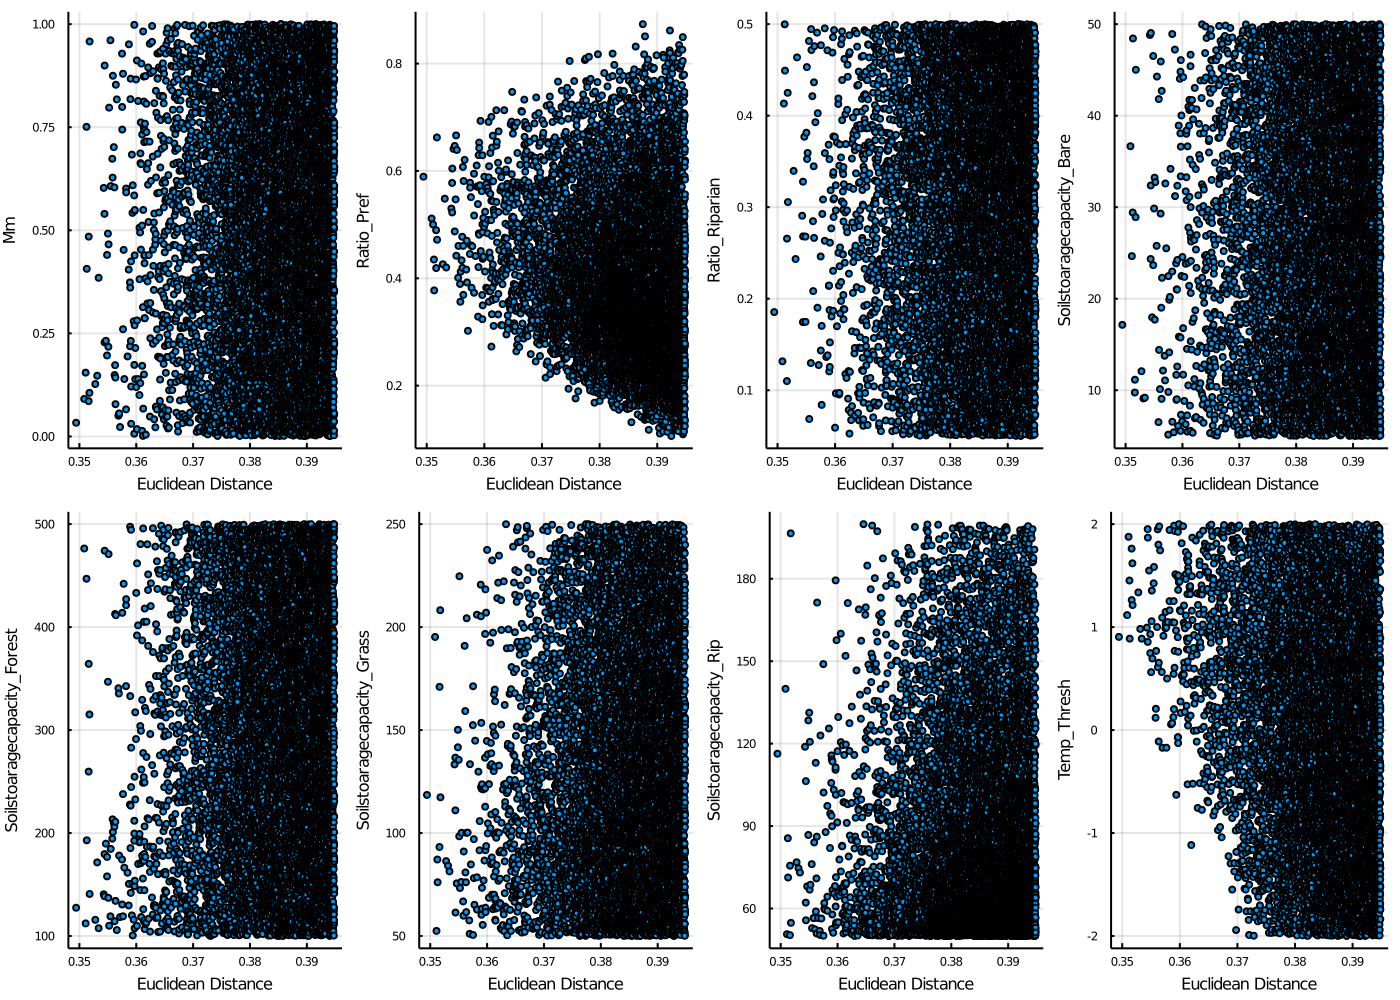 1.00
0.75
0.50
0.25
0.00
Mm
0.35 0.36 0.37 0.38 0.39
Euclidean Distance
0.8
0.6
0.4
0.2
Ratio_Pref
0.35 0.36 0.37 0.38 0.39
Euclidean Distance
0.5
0.4
0.3
0.2
0.1
Ratio_Riparian
0.35 0.36 0.37 0.38 0.39
Euclidean Distance
50
40
30
20
10
Soilstoaragecapacity_Bare
0.35 0.36 0.37 0.38 0.39
Euclidean Distance
500
400
300
200
100
Soilstoaragecapacity_Forest
0.35 0.36 0.37 0.38 0.39
Euclidean Distance
250
200
150
100
50
Soilstoaragecapacity_Grass
0.35 0.36 0.37 0.38 0.39
Euclidean Distance
180
150
120
90
60
Soilstoaragecapacity_Rip
0.35 0.36 0.37 0.38 0.39
Euclidean Distance
2
1
0
-1
-2
Temp_Thresh
0.35 0.36 0.37 0.38 0.39
Euclidean Distance